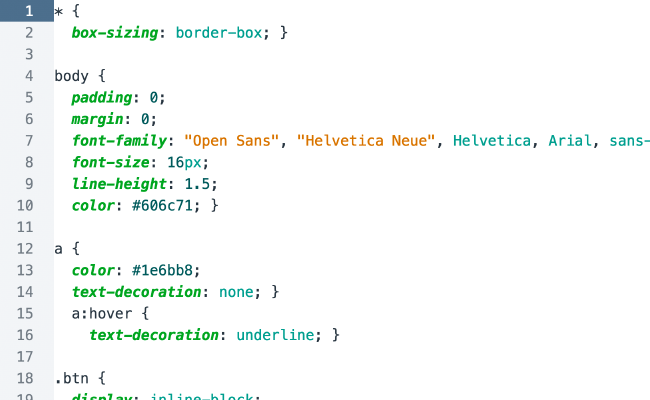 1 * {
2   box-sizing: border-box; }
3
4 body {
5   padding: 0;
6   margin: 0;
7   font-family: "Open Sans", "Helvetica Neue", Helvetica, Arial, sans-
8   font-size: 16px;
9   line-height: 1.5;
10   color: #606c71; }
11
12 a {
13   color: #1e6bb8;
14   text-decoration: none; }
15   a:hover {
16     text-decoration: underline; }
17
18 .btn {
19   display: inline-block;